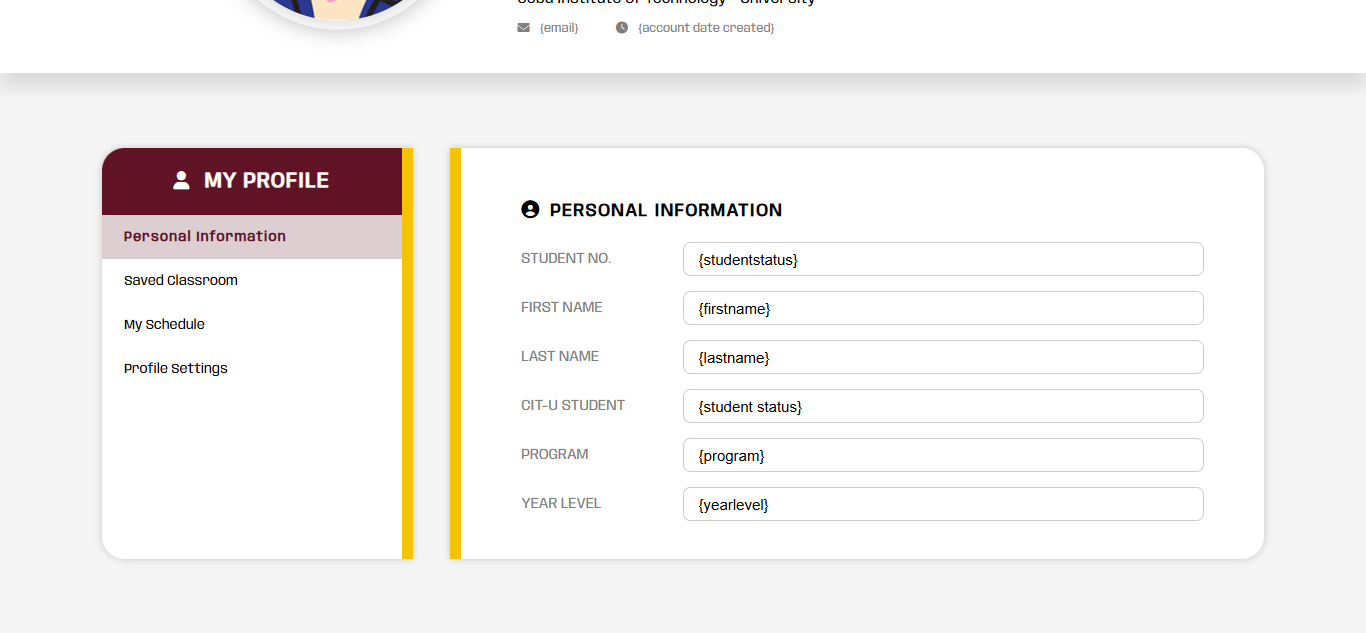 Cebu Institute of Technology - University
{email} {account date created}
MY PROFILE
Personal Information
Saved Classroom
My Schedule
Profile Settings
PERSONAL INFORMATION
STUDENT NO. {studentstatus}
FIRST NAME {firstname}
LAST NAME {lastname}
CIT-U STUDENT {student status}
PROGRAM {program}
YEAR LEVEL {yearlevel}